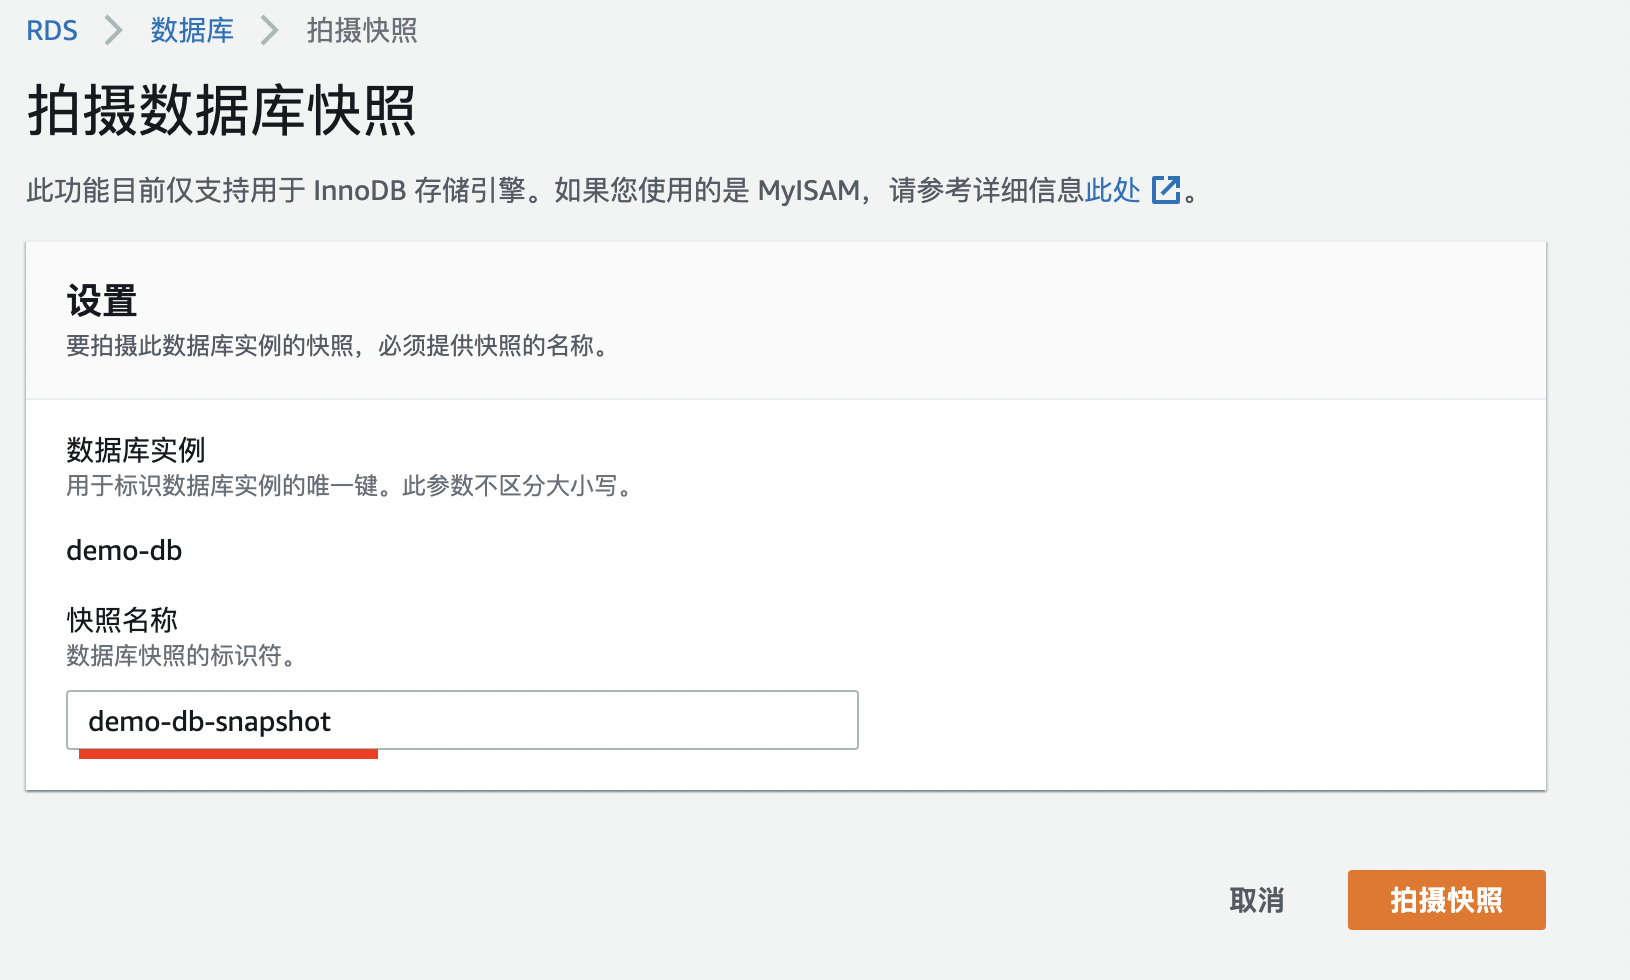 RDS > 数据库 > 拍摄快照
拍摄数据库快照
此功能目前仅支持用于 InnoDB 存储引擎。如果您使用的是 MyISAM，请参考详细信息此处。
设置
要拍摄此数据库实例的快照，必须提供快照的名称。
数据库实例
用于标识数据库实例的唯一键。此参数不区分大小写。
demo-db
快照名称
数据库快照的标识符。
demo-db-snapshot
取消 拍摄快照